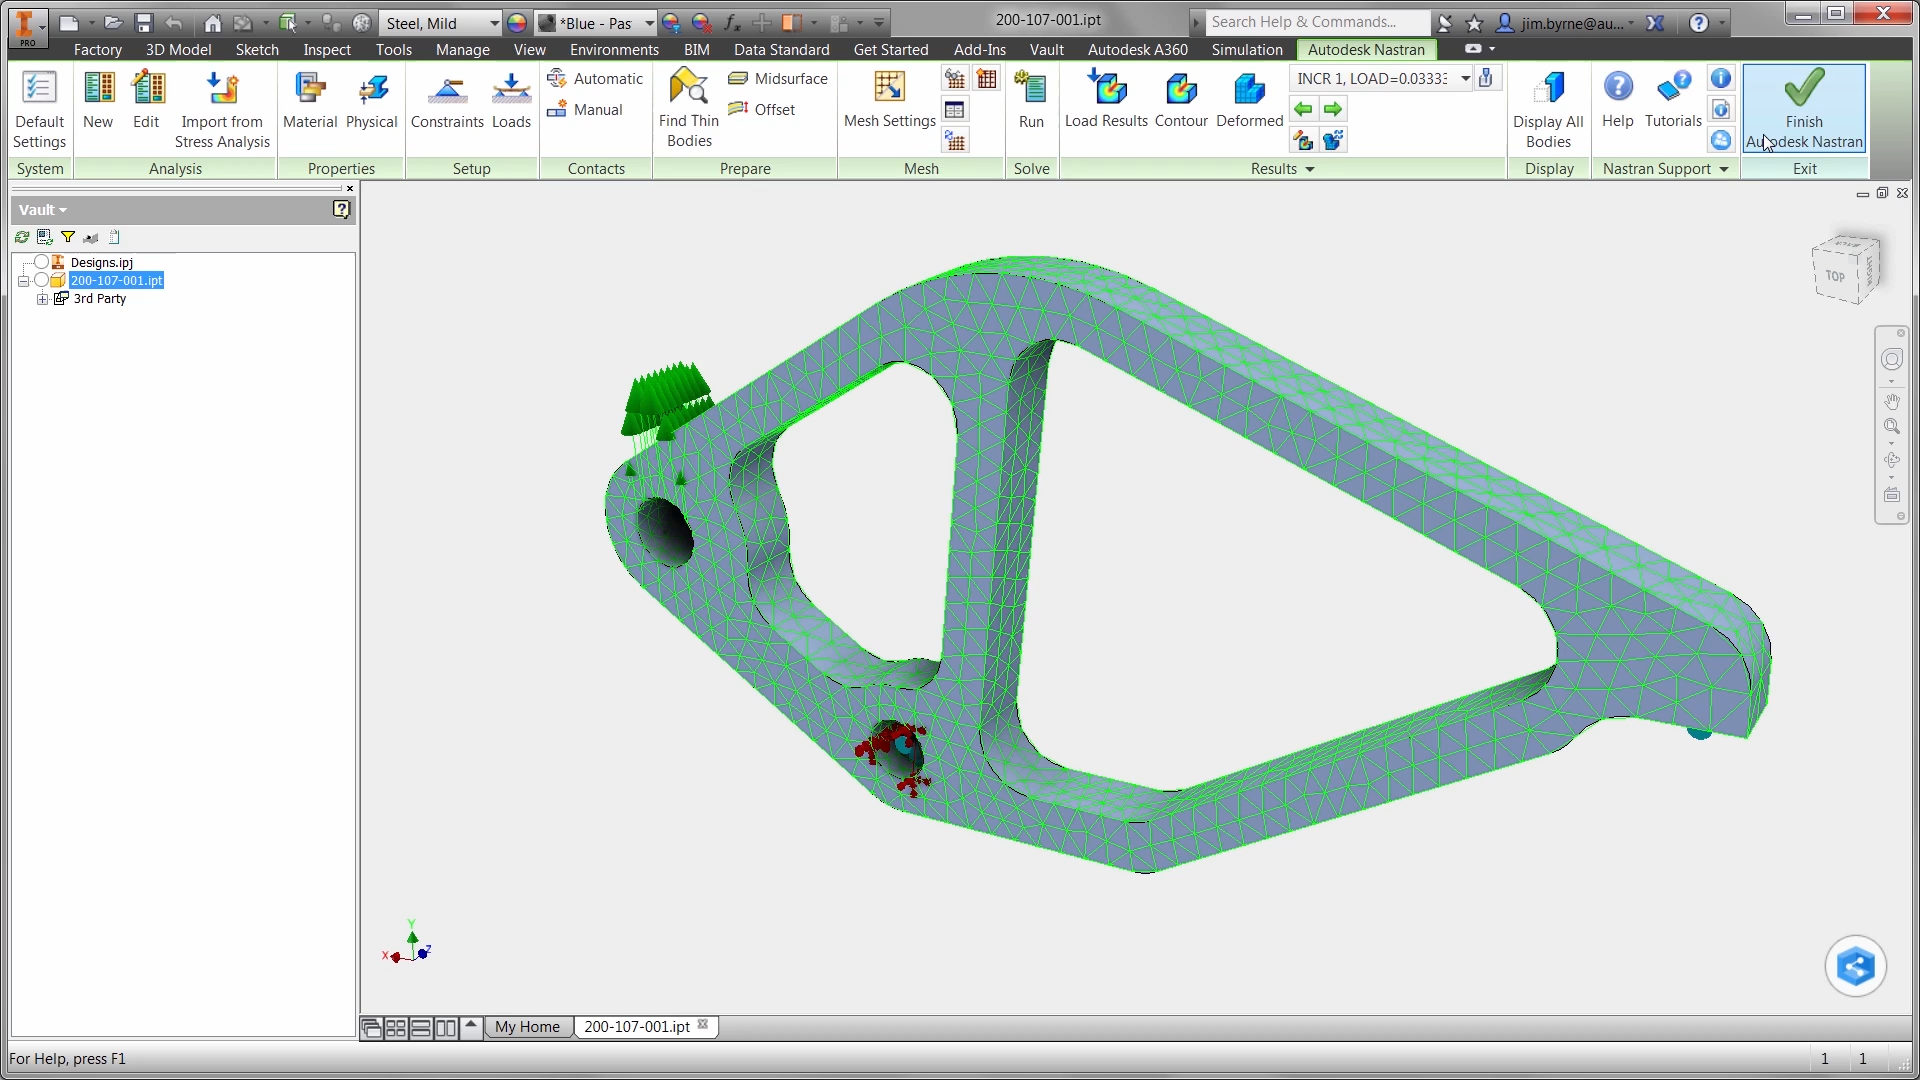 Steel, Mild
*Blue - Pas
200-107-001.ipt
Search Help & Commands...
jim.byrne@au...
PRO
Factory
3D Model
Sketch
Inspect
Tools
Manage
View
Environments
BIM
Data Standard
Get Started
Add-Ins
Vault
Autodesk A360
Simulation
Autodesk Nastran
Default
Settings
New
Edit
Import from
Stress Analysis
Material
Physical
Constraints
Loads
Automatic
Manual
Find Thin
Bodies
Midsurface
Offset
Mesh Settings
Run
Load Results
Contour
Deformed
INCR 1, LOAD=0.0333
Display All
Bodies
Help
Tutorials
Finish
Autodesk Nastran
System
Analysis
Properties
Setup
Contacts
Prepare
Mesh
Solve
Results
Display
Nastran Support
Exit
Vault
Designs.ipj
200-107-001.ipt
3rd Party
TOP
Y
X
Z
My Home
200-107-001.ipt
For Help, press F1
1
1